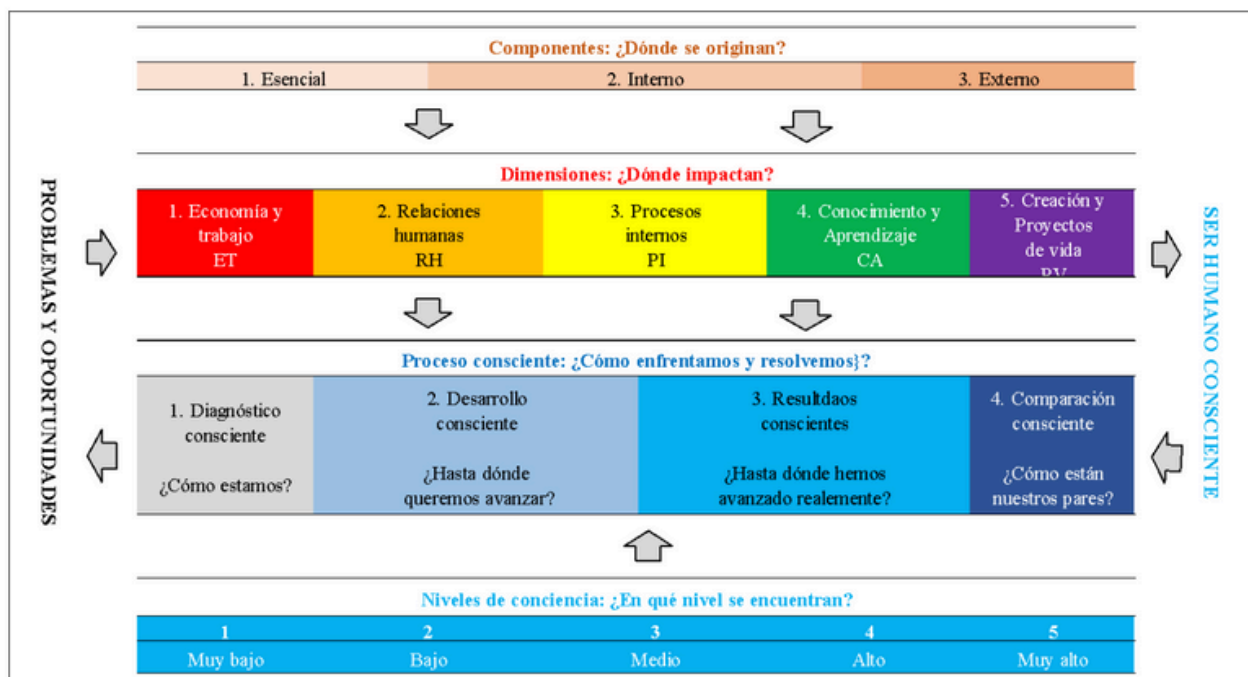 Componentes: ¿Dónde se originan?
1. Esencial
2. Interno
3. Externo
PROBLEMAS Y OPORTUNIDADES
Dimensiones: ¿Dónde impactan?
1. Economía y
trabajo
ET
2. Relaciones
humanas
RH
3. Procesos
internos
PI
4. Conocimiento y
Aprendizaje
CA
5. Creación y
Proyectos
de vida
SER HUMANO CONSCIENTE
Proceso consciente: ¿Cómo enfrentamos y resolvemos}?
1. Diagnóstico
consciente
¿Cómo estamos?
2. Desarrollo
consciente
¿Hasta dónde
queremos avanzar?
3. Resultdaos
conscientes
¿Hasta dónde hemos
avanzado realemente?
4. Comparación
consciente
¿Cómo están
nuestros pares?
Niveles de conciencia: ¿En qué nivel se encuentran?
1
2
3
4
5
Muy bajo
Bajo
Medio
Alto
Muy alto